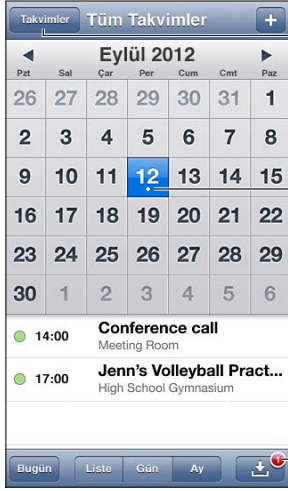 Takvimler Tüm Takvimler +
Eylül 2012
Pzt Sal Çar Per Cum Cmt Paz
26 27 28 29 30 31 1
2 3 4 5 6 7 8
9 10 11 12 13 14 15
16 17 18 19 20 21 22
23 24 25 26 27 28 29
30 1 2 3 4 5 6
14:00 Conference call
Meeting Room
17:00 Jenn's Volleyball Pract...
High School Gymnasium
Bugün Liste Gün Ay 1